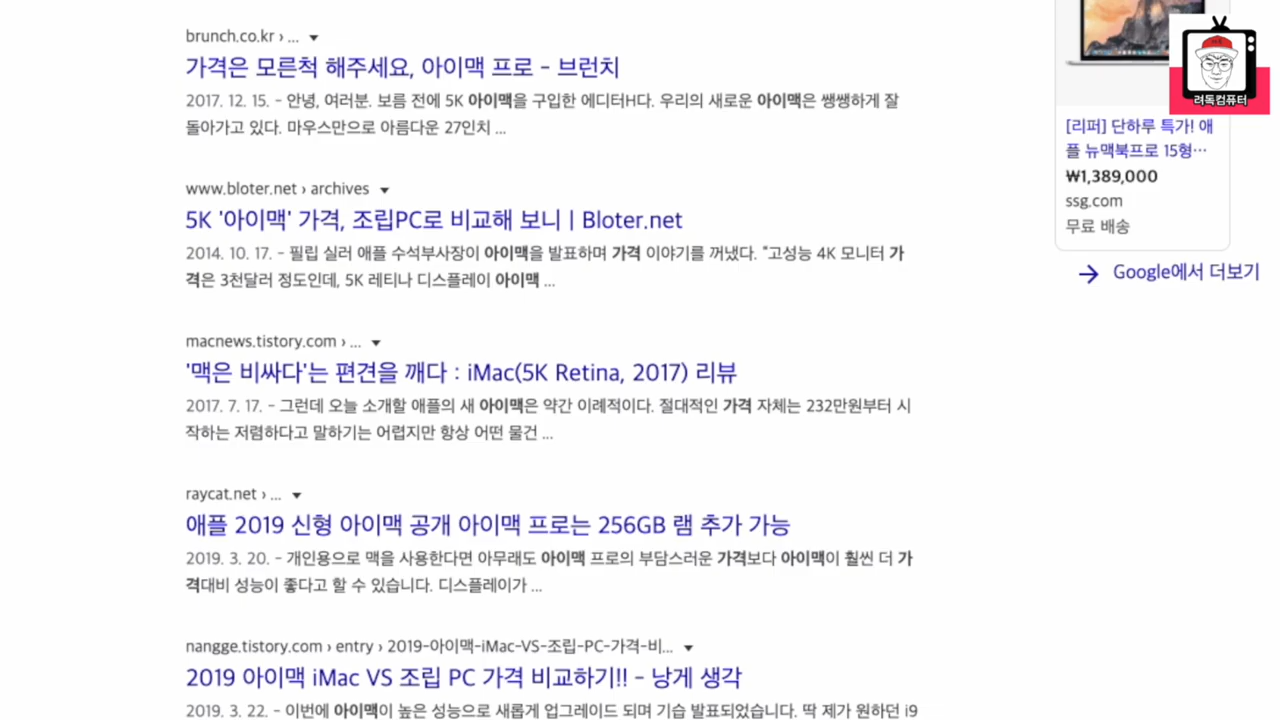 brunch.co.kr › ...
가격은 모른척 해주세요, 아이맥 프로 - 브런치
2017. 12. 15. - 안녕, 여러분. 보름 전에 5K 아이맥을 구입한 에디터H다. 우리의 새로운 아이맥은 쌩쌩하게 잘
돌아가고 있다. 마우스만으로 아름다운 27인치 ...
www.bloter.net › archives
5K '아이맥' 가격, 조립PC로 비교해 보니 | Bloter.net
2014. 10. 17. - 필립 실러 애플 수석부사장이 아이맥을 발표하며 가격 이야기를 꺼냈다. “고성능 4K 모니터 가
격은 3천달러 정도인데, 5K 레티나 디스플레이 아이맥 ...
macnews.tistory.com › ...
'맥은 비싸다'는 편견을 깨다 : iMac(5K Retina, 2017) 리뷰
2017. 7. 17. - 그런데 오늘 소개할 애플의 새 아이맥은 약간 이례적이다. 절대적인 가격 자체는 232만원부터 시
작하는 저렴하다고 말하기는 어렵지만 항상 어떤 물건 ...
raycat.net › ...
애플 2019 신형 아이맥 공개 아이맥 프로는 256GB 램 추가 가능
2019. 3. 20. - 개인용으로 맥을 사용한다면 아무래도 아이맥 프로의 부담스러운 가격보다 아이맥이 훨씬 더 가
격대비 성능이 좋다고 할 수 있습니다. 디스플레이가 ...
nangge.tistory.com › entry › 2019-아이맥-iMac-VS-조립-PC-가격-비...
2019 아이맥 iMac VS 조립 PC 가격 비교하기!! - 낭게 생각
2019. 3. 22. - 이번에 아이맥이 높은 성능으로 새롭게 업그레이드 되며 기습 발표되었습니다. 딱 제가 원하던 i9
려독컴퓨터
[리퍼] 단하루 특가! 애
플 뉴맥북프로 15형…
₩1,389,000
ssg.com
무료 배송
Google에서 더보기